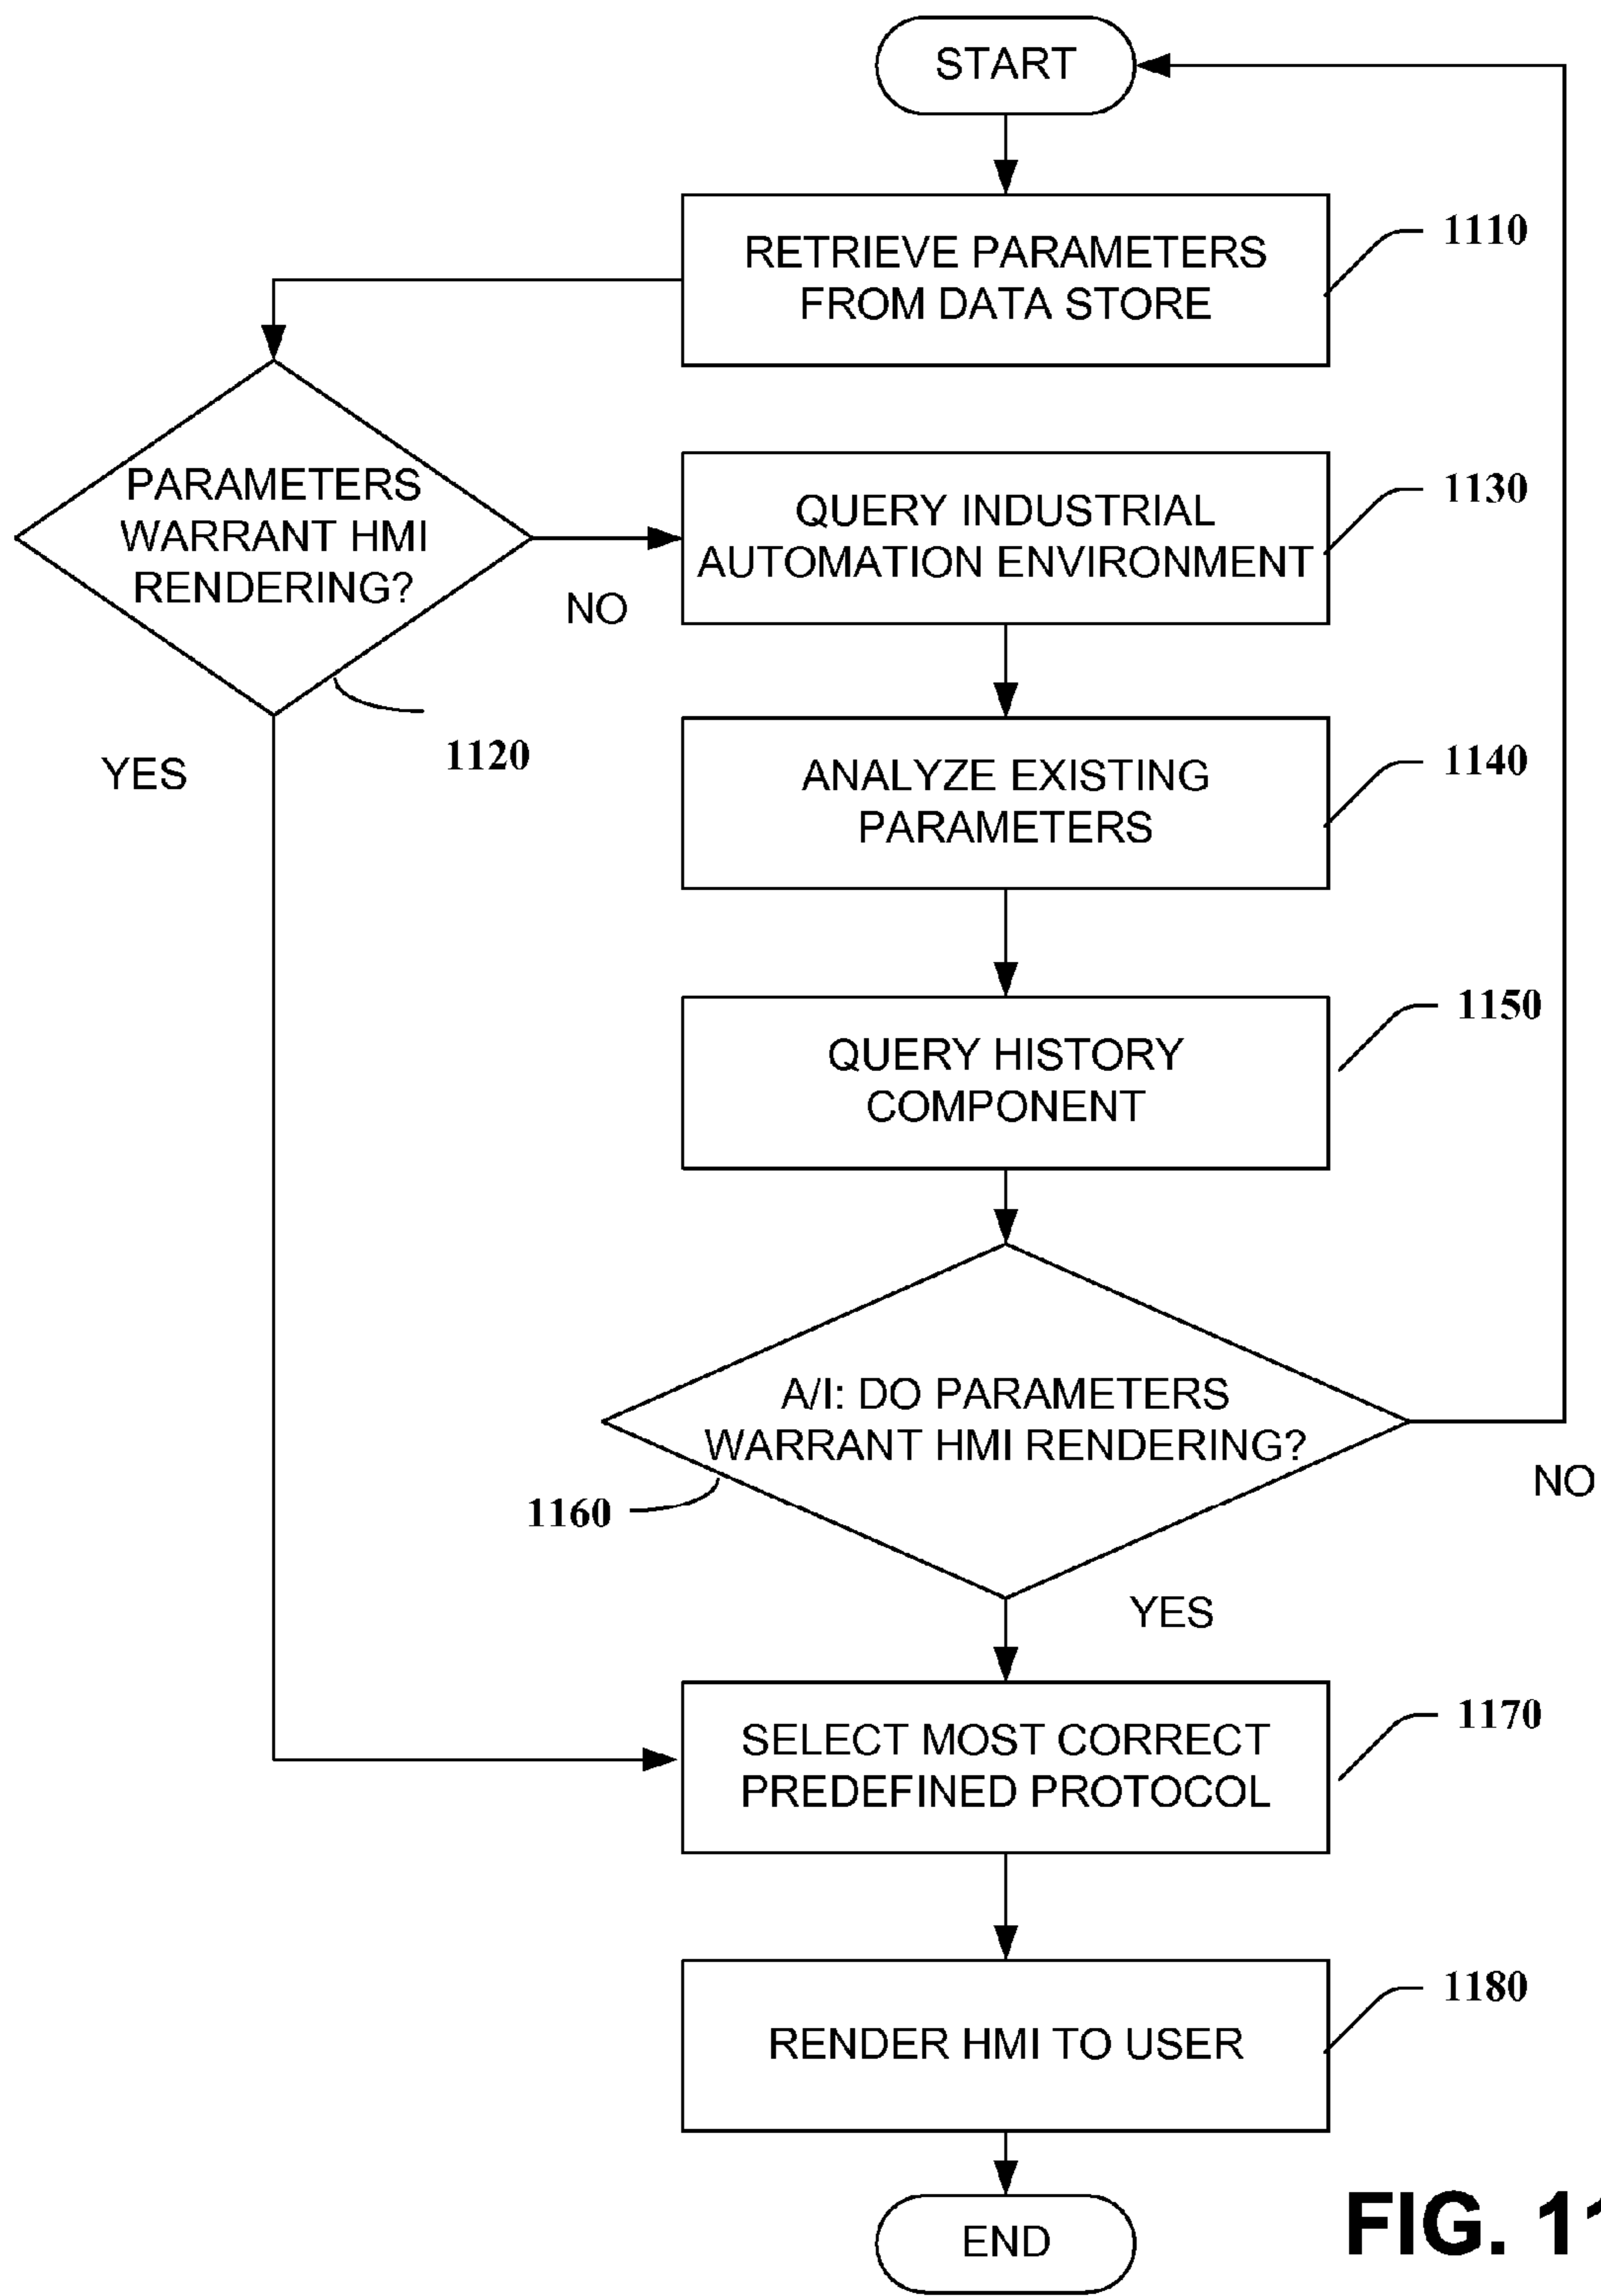 START
RETRIEVE PARAMETERS
FROM DATA STORE
1110
PARAMETERS
WARRANT HMI
RENDERING?
1120
NO
YES
QUERY INDUSTRIAL
AUTOMATION ENVIRONMENT
1130
ANALYZE EXISTING
PARAMETERS
1140
QUERY HISTORY
COMPONENT
1150
A/I: DO PARAMETERS
WARRANT HMI RENDERING?
1160
NO
YES
SELECT MOST CORRECT
PREDEFINED PROTOCOL
1170
RENDER HMI TO USER
1180
END
FIG. 11